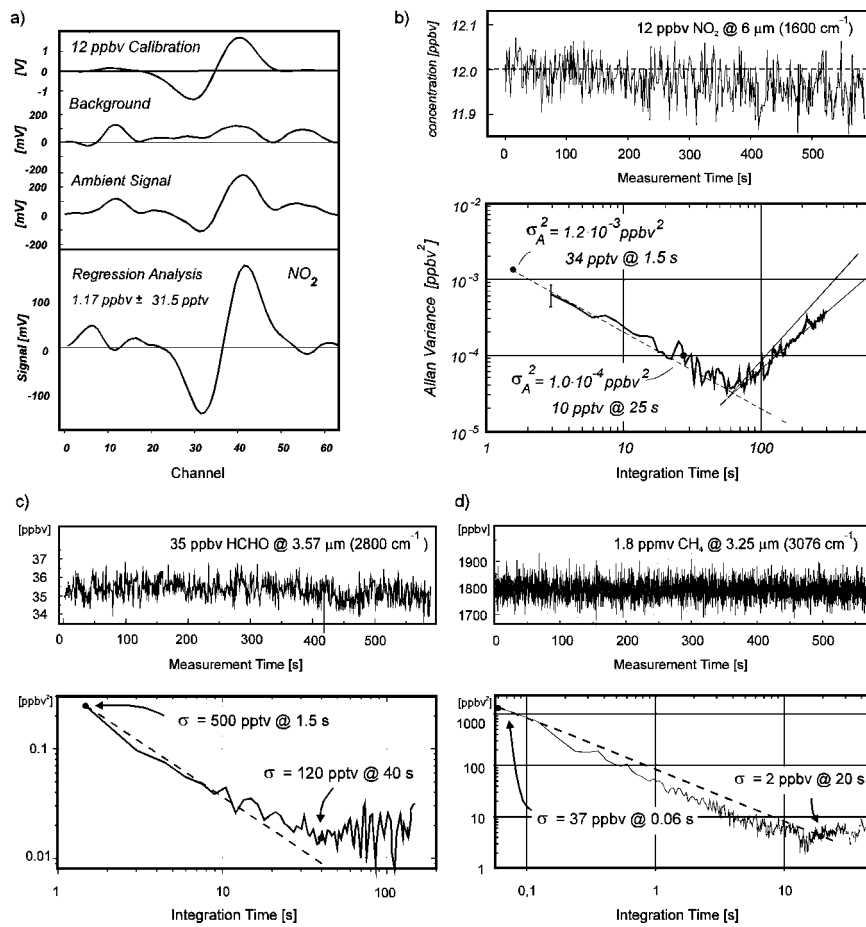 a)
12 ppbv Calibration
[V]
1
0
-1
Background
[mV]
200
0
-200
Ambient Signal
[mV]
200
0
-200
Regression Analysis NO2
1.17 ppbv ± 31.5 pptv
Signal [mV]
100
0
-100
0 10 20 30 40 50 60
Channel
b)
12 ppbv NO2 @ 6 µm (1600 cm-1)
concentration [ppbv]
12.1
12.0
11.9
0 100 200 300 400 500
Measurement Time [s]
Allan Variance [ppbv2]
10-2
10-3
10-4
10-5
σA2 = 1.2·10-3 ppbv2
34 pptv @ 1.5 s
σA2 = 1.0·10-4 ppbv2
10 pptv @ 25 s
1 10 100
Integration Time [s]
c)
[ppbv]
35 ppbv HCHO @ 3.57 µm (2800 cm-1)
37
36
35
34
0 100 200 300 400 500
Measurement Time [s]
[ppbv2]
0.1
0.01
σ = 500 pptv @ 1.5 s
σ = 120 pptv @ 40 s
1 10 100
Integration Time [s]
d)
[ppbv]
1.8 ppmv CH4 @ 3.25 µm (3076 cm-1)
1900
1800
1700
0 100 200 300 400 500
Measurement Time [s]
[ppbv2]
1000
100
10
1
σ = 2 ppbv @ 20 s
σ = 37 ppbv @ 0.06 s
0,1 1 10
Integration Time [s]